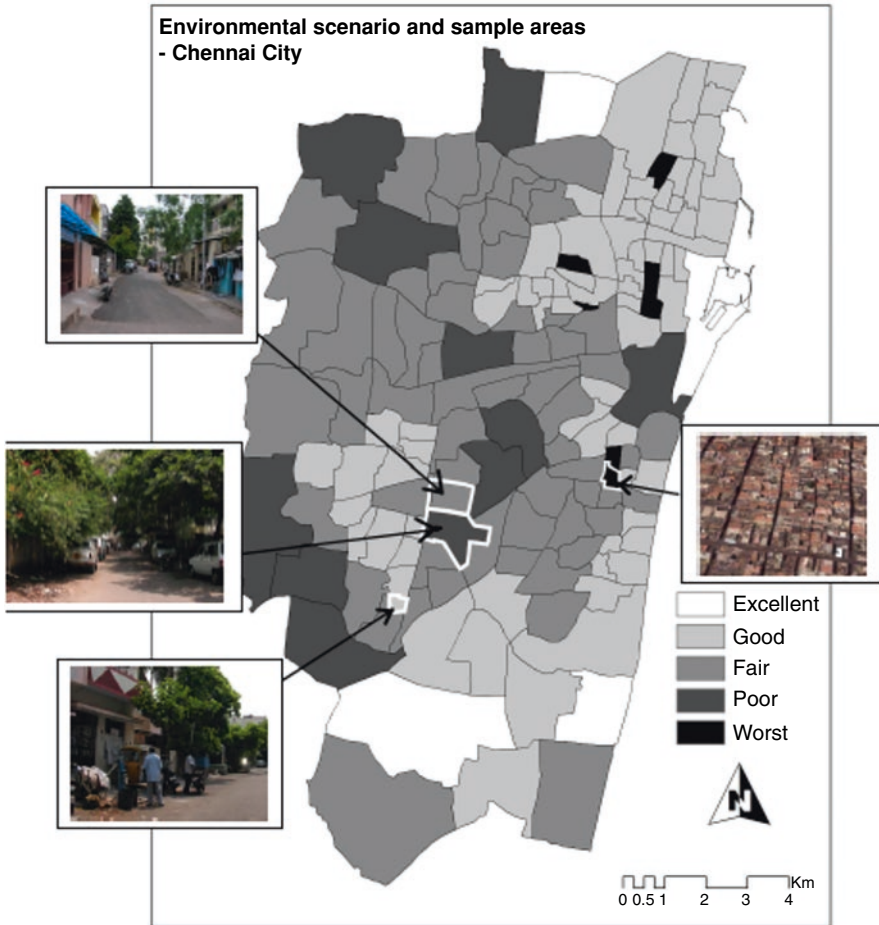 Environmental scenario and sample areas
- Chennai City
Excellent
Good
Fair
Poor
Worst
N
Km
0 0.5 1 2 3 4